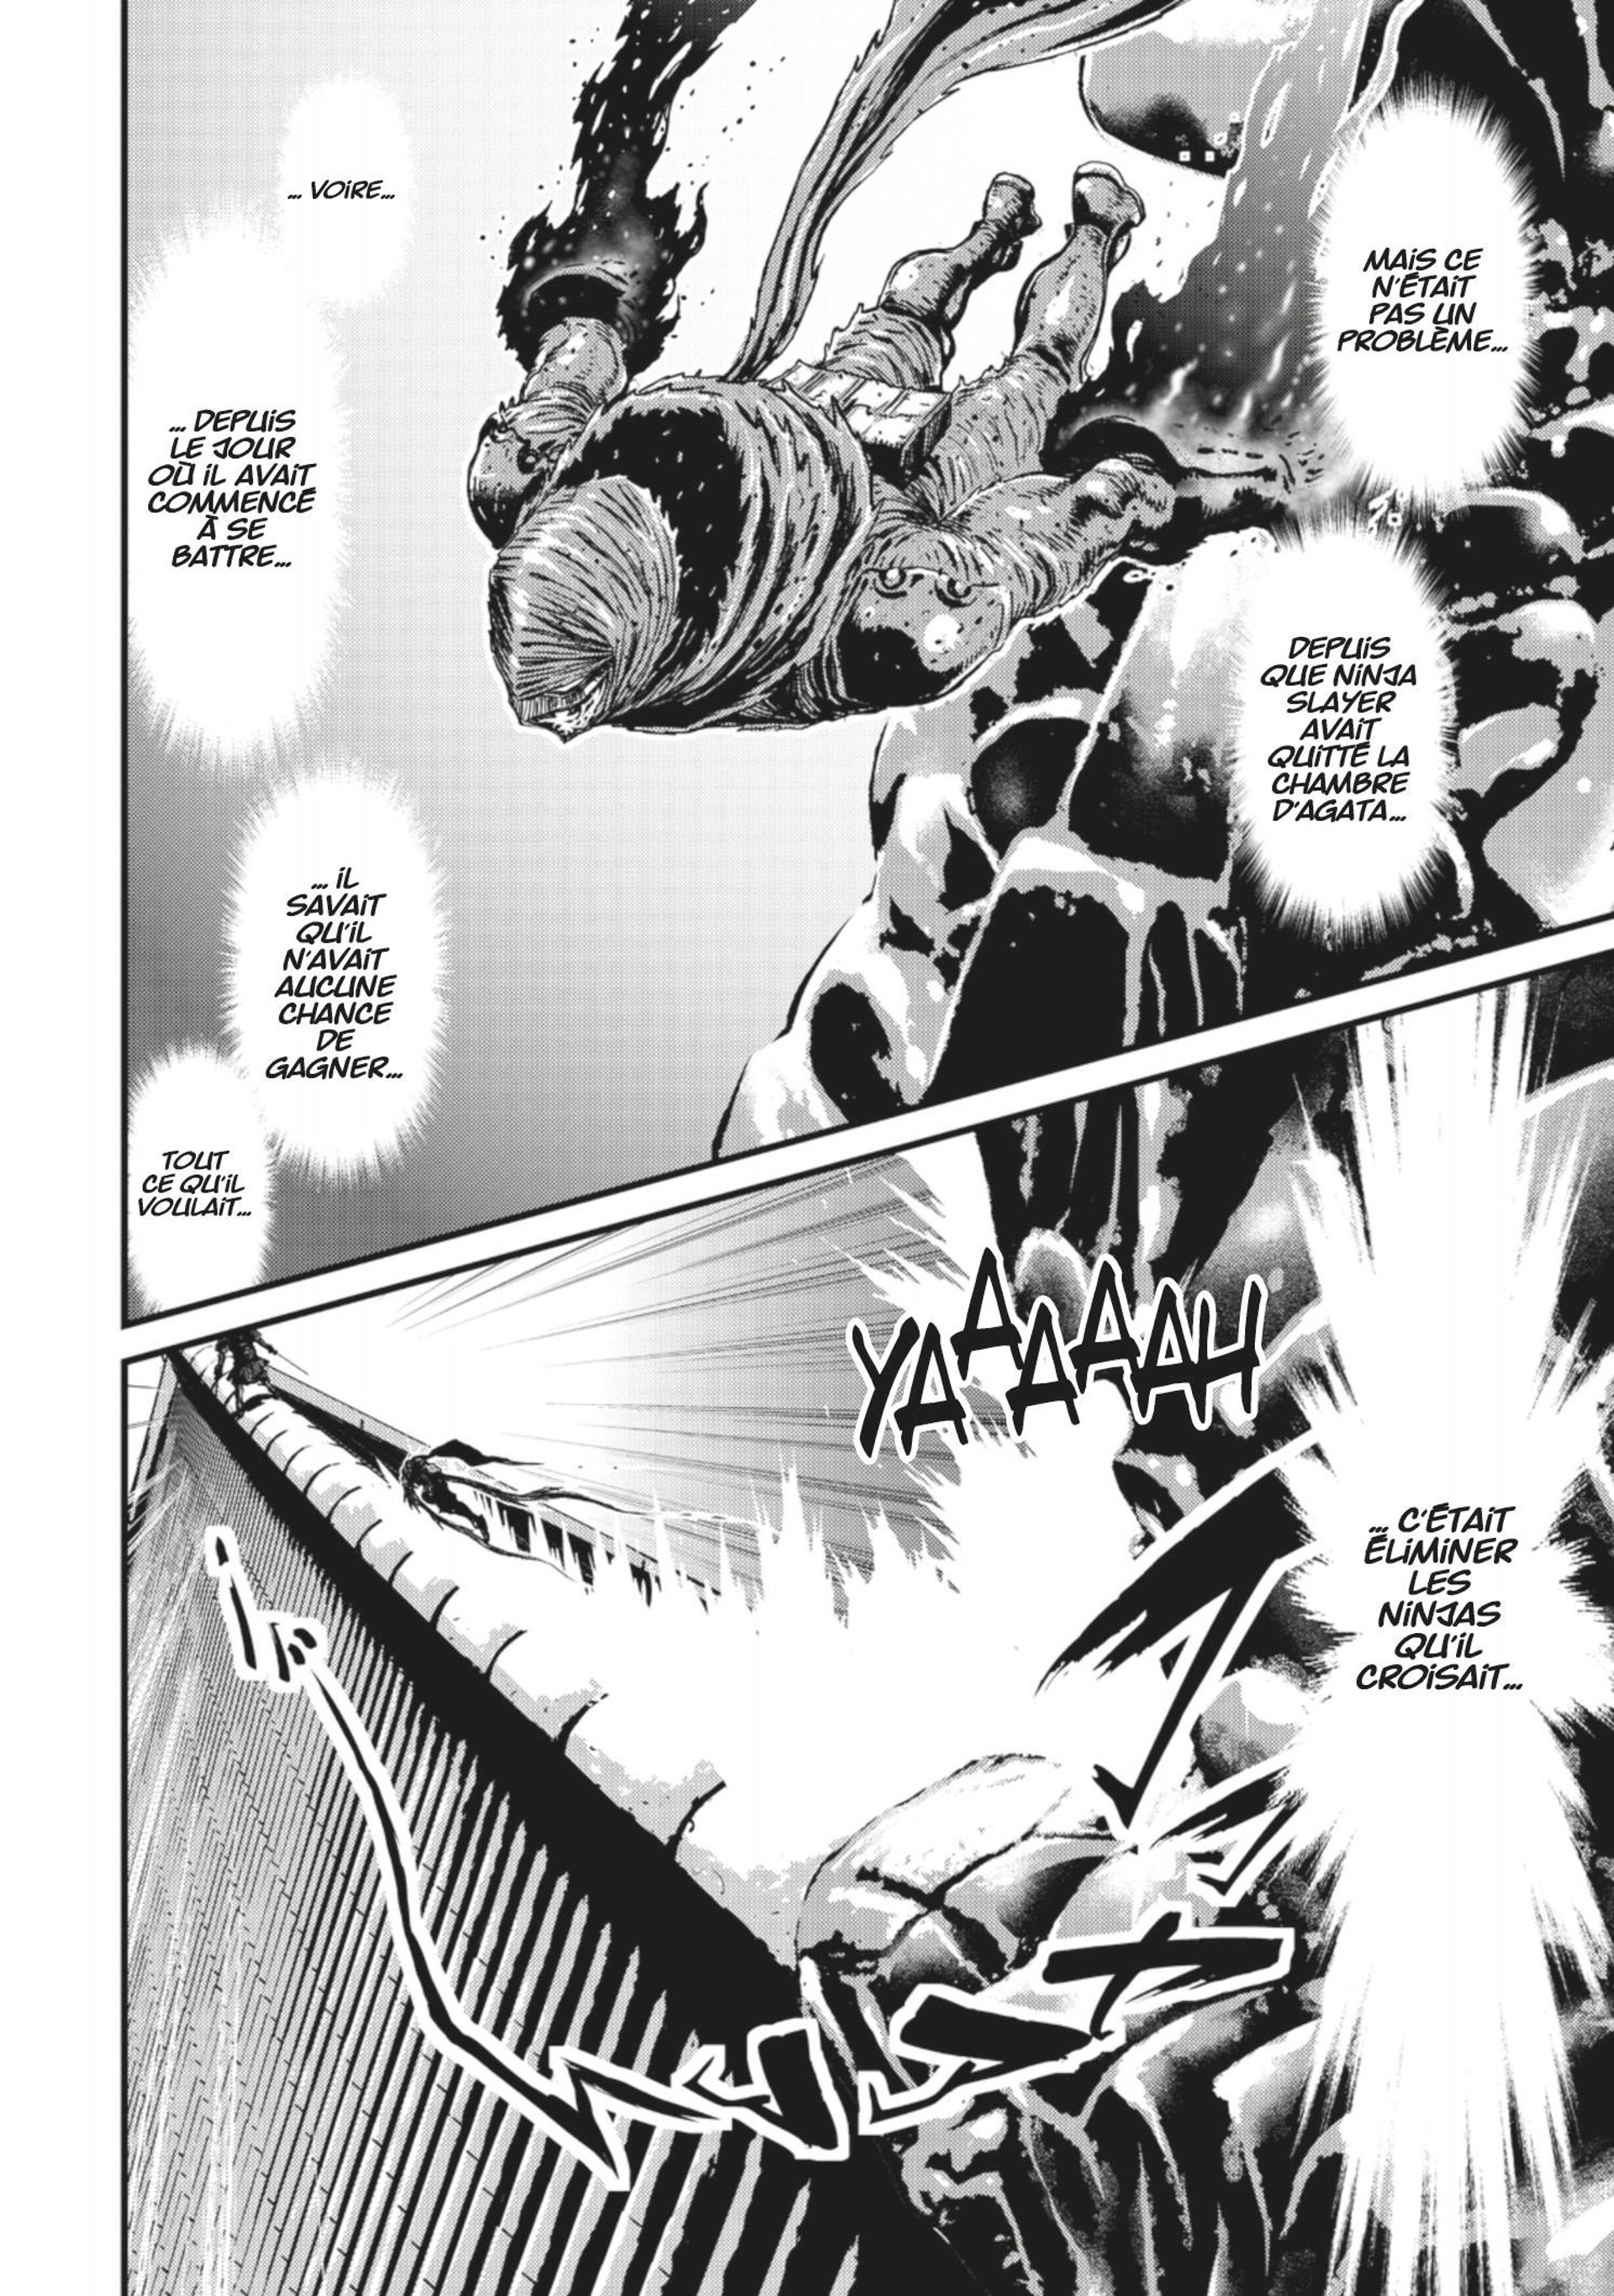 MAIS CE
N'ÉTAIT
PAS UN
PROBLÈME...
DEPUIS
QUE NINJA
SLAYER
AVAIT
QUITTÉ LA
CHAMBRE
D'AGATA...
... VOIRE...
... DEPUIS
LE JOUR
OÙ IL AVAIT
COMMENCÉ
À SE
BATTRE...
... IL
SAVAIT
QU'IL
N'AVAIT
AUCUNE
CHANCE
DE
GAGNER...
TOUT
CE QU'IL
VOULAIT...
YAAAAAAH
... C'ÉTAIT
ÉLIMINER
LES
NINJAS
QU'IL
CROISAIT...